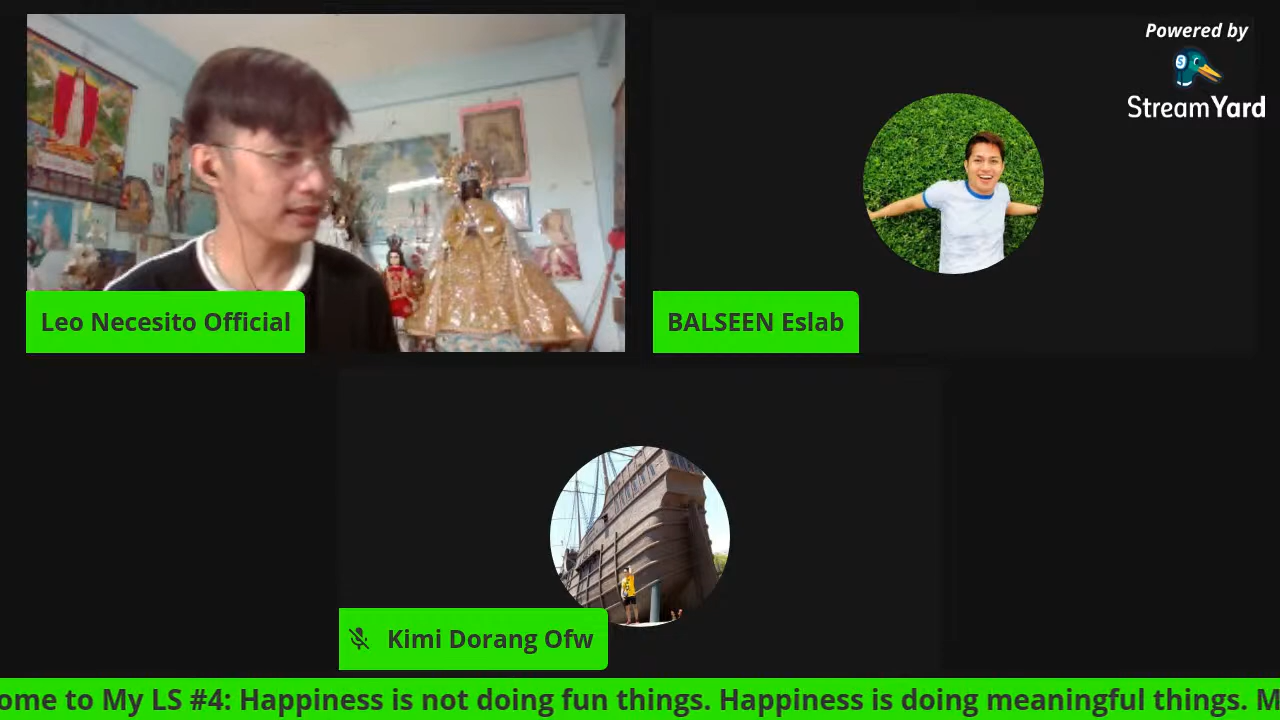 Powered by
StreamYard
Leo Necesito Official
BALSEEN Eslab
Kimi Dorang Ofw
ome to My LS #4: Happiness is not doing fun things. Happiness is doing meaningful things. M